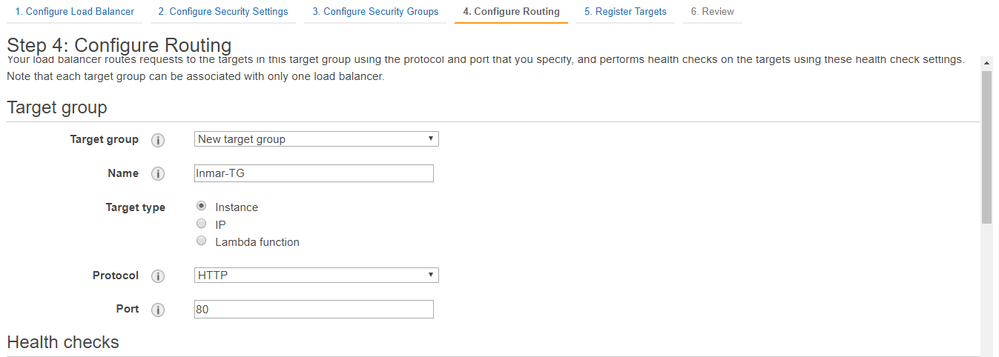 1. Configure Load Balancer 2. Configure Security Settings 3. Configure Security Groups 4. Configure Routing 5. Register Targets 6. Review
Step 4: Configure Routing
Your load balancer routes requests to the targets in this target group using the protocol and port that you specify, and performs health checks on the targets using these health check settings.
Note that each target group can be associated with only one load balancer.
Target group
Target group i New target group
Name i Inmar-TG
Target type Instance
IP
Lambda function
Protocol i HTTP
Port i 80
Health checks